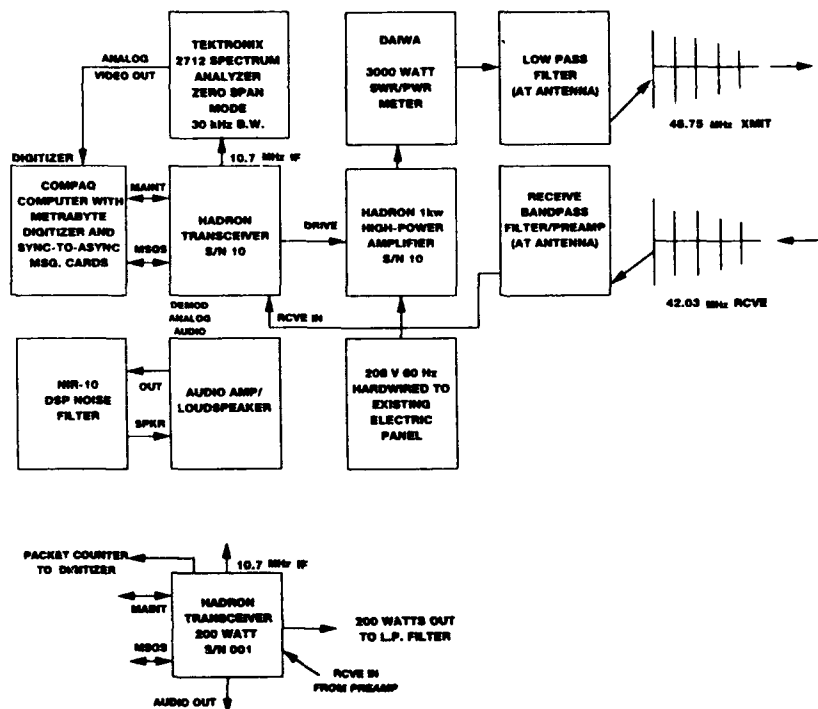 ANALOG
VIDEO OUT
TEKTRONIX
2712 SPECTRUM
ANALYZER
ZERO SPAN
MODE
30 kHz B.W.
DAIWA
3000 WATT
SWR/PWR
METER
LOW PASS
FILTER
(AT ANTENNA)
46.75 MHz XMIT
DIGITIZER
10.7 MHz IF
COMPAQ
COMPUTER WITH
METRABYTE
DIGITIZER AND
SYNC-TO-ASYNC
MSG. CARDS
MAINT
MSGS
HADRON
TRANSCEIVER
S/N 10
DRIVE
HADRON 1kw
HIGH-POWER
AMPLIFIER
S/N 10
RECEIVE
BANDPASS
FILTER/PREAMP
(AT ANTENNA)
42.03 MHz RCVE
DEMOD
ANALOG
AUDIO
RCVE IN
NIR-10
DSP NOISE
FILTER
OUT
SPKR
AUDIO AMP/
LOUDSPEAKER
208 V 60 Hz
HARDWIRED TO
EXISTING
ELECTRIC
PANEL
PACKET COUNTER
TO DIGITIZER
10.7 MHz IF
MAINT
MSGS
HADRON
TRANSCEIVER
200 WATT
S/N 001
200 WATTS OUT
TO L.P. FILTER
RCVE IN
FROM PREAMP
AUDIO OUT